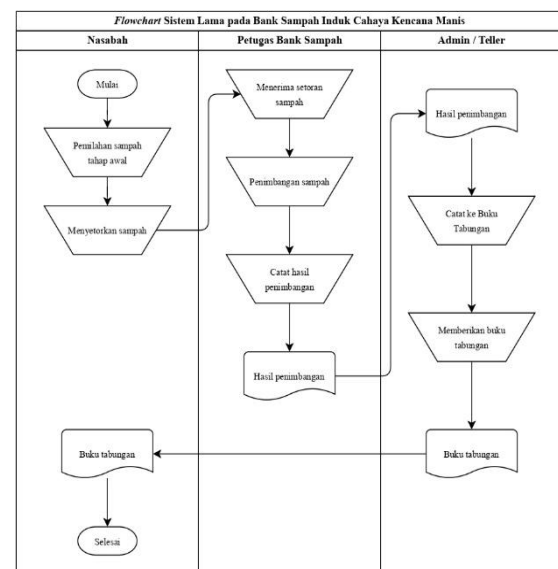 Flowchart Sistem Lama pada Bank Sampah Induk Cahaya Kencana Manis
Nasabah
Petugas Bank Sampah
Admin / Teller
Mulai
Pemilahan sampah
tahap awal
Menyetorkan sampah
Menerima setoran
sampah
Penimbangan sampah
Catat hasil
penimbangan
Hasil penimbangan
Hasil penimbangan
Catat ke Buku
Tabungan
Memberikan buku
tabungan
Buku tabungan
Buku tabungan
Selesai